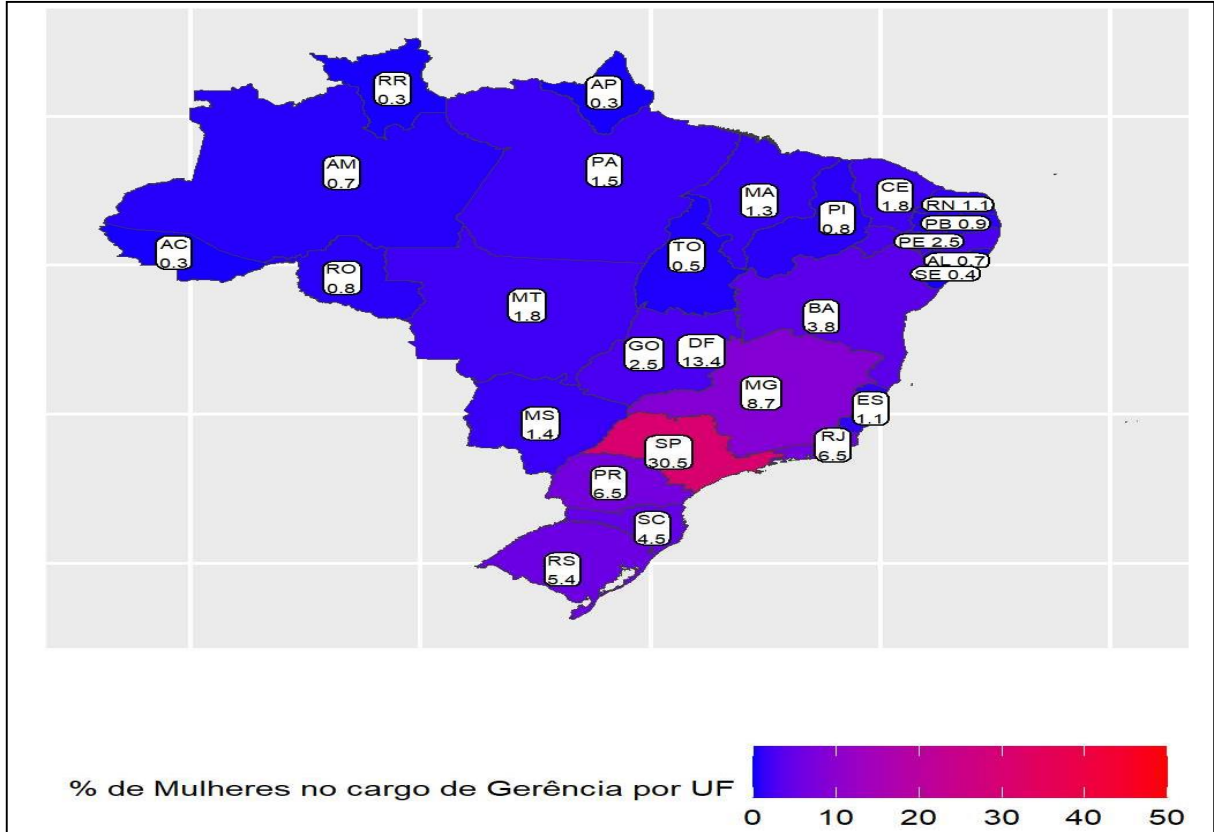 RR
0.3
AP
0.3
AM
0.7
PA
1.5
MA
1.3
PI
0.8
CE
1.8
RN 1.1
PB 0.9
PE 2.5
AL 0.7
SE 0.4
AC
0.3
RO
0.8
TO
0.5
MT
1.8
BA
3.8
GO
2.5
DF
13.4
MG
8.7
ES
1.1
MS
1.4
SP
30.5
RJ
6.5
PR
6.5
SC
4.5
RS
5.4
% de Mulheres no cargo de Gerência por UF
0 10 20 30 40 50